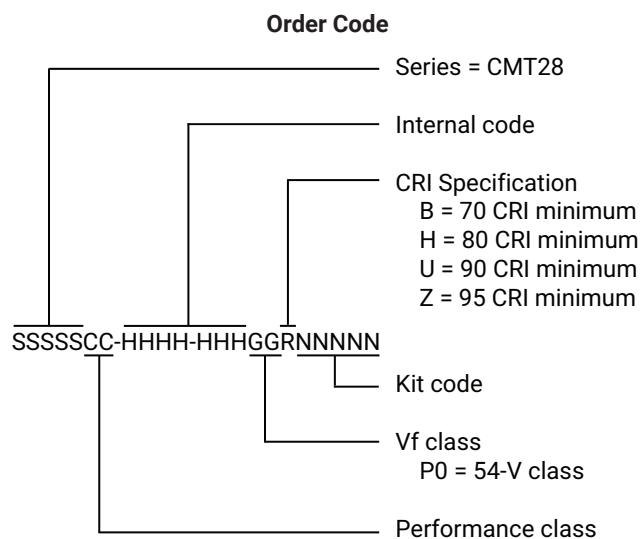 Order Code
Series = CMT28
Internal code
CRI Specification
B = 70 CRI minimum
H = 80 CRI minimum
U = 90 CRI minimum
Z = 95 CRI minimum
SSSSSCC-HHHH-HHHGGRNNNNN
Kit code
Vf class
P0 = 54-V class
Performance class